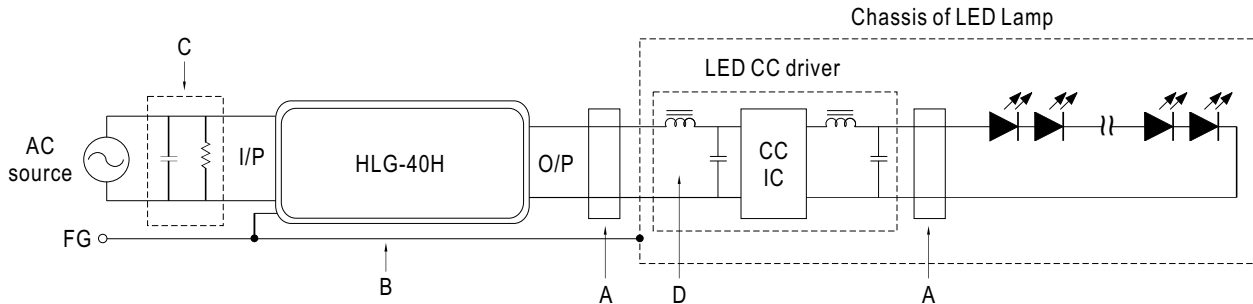 Chassis of LED Lamp
C
LED CC driver
AC
source
I/P
HLG-40H
O/P
CC
IC
FG
B
A
D
A